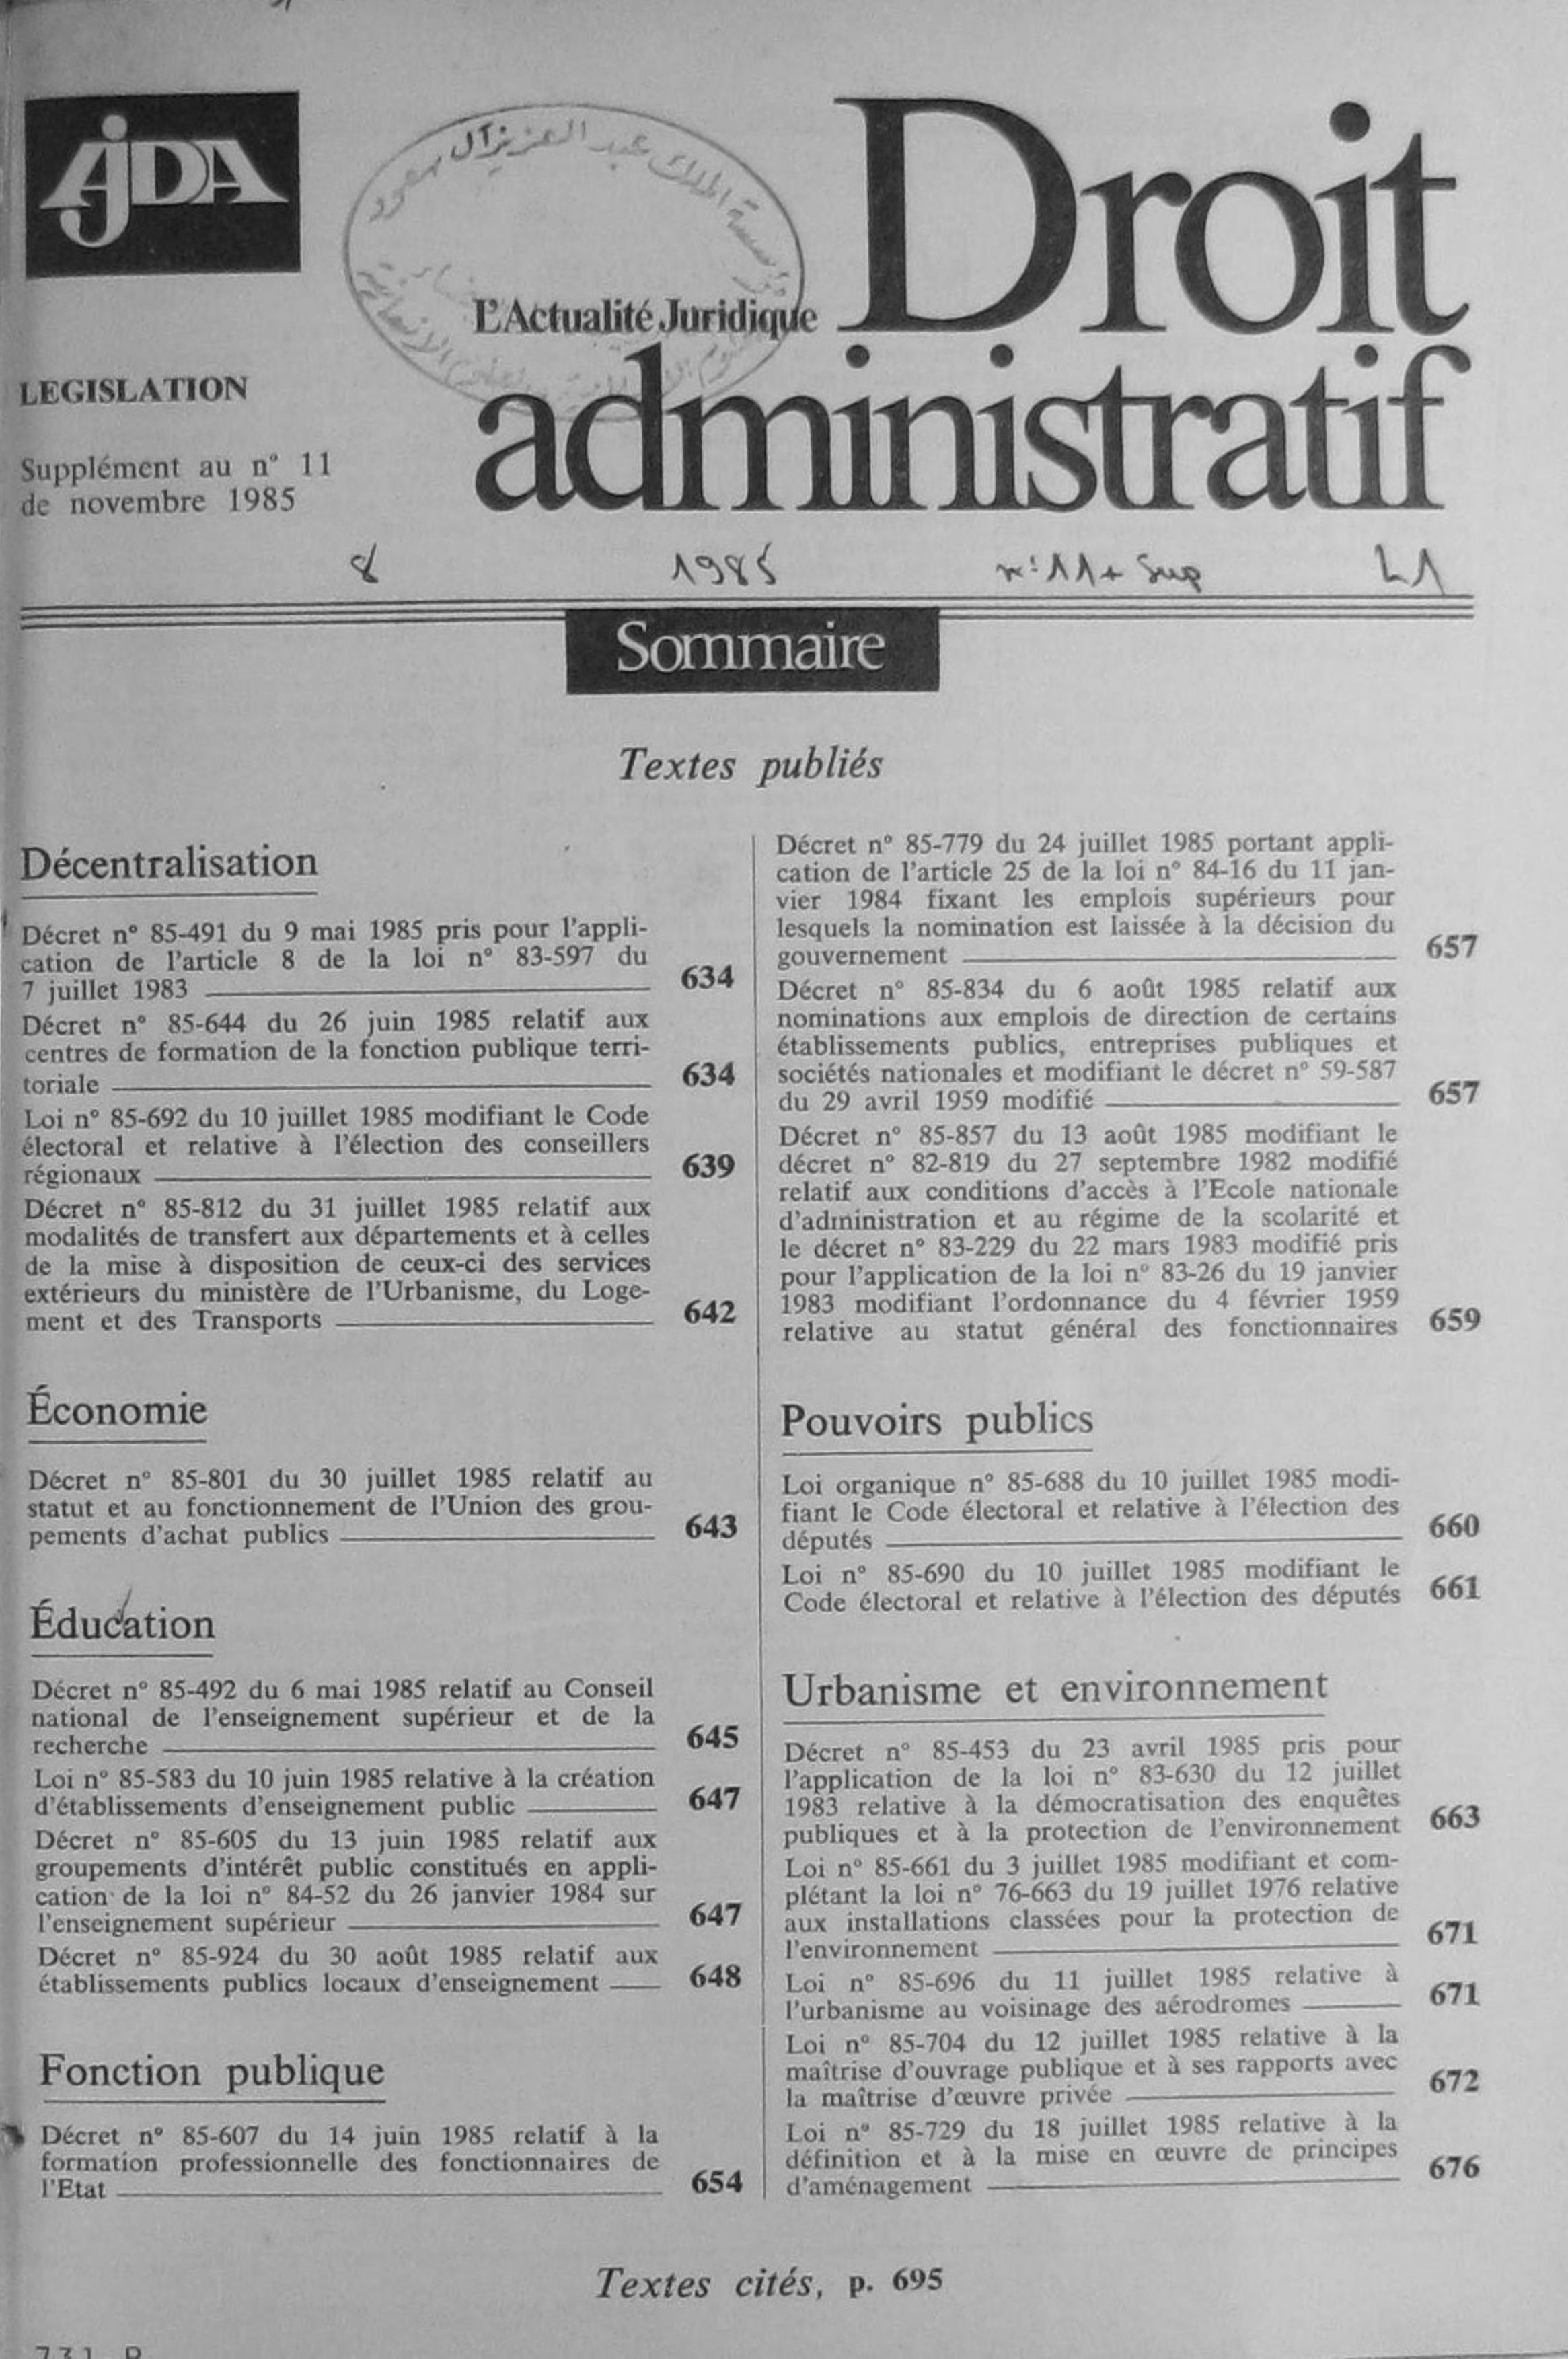 AJDA
مؤسسة الملك عبد العزيز آل سعود
L'Actualité Juridique
Droit
administratif
LEGISLATION
Supplément au n° 11
de novembre 1985
8 1985 n° 11 + Sup L1
Sommaire
Textes publiés
Décentralisation
Décret n° 85-491 du 9 mai 1985 pris pour l'appli-
cation de l'article 8 de la loi n° 83-597 du
7 juillet 1983 634
Décret n° 85-644 du 26 juin 1985 relatif aux
centres de formation de la fonction publique terri-
toriale 634
Loi n° 85-692 du 10 juillet 1985 modifiant le Code
électoral et relative à l'élection des conseillers
régionaux 639
Décret n° 85-812 du 31 juillet 1985 relatif aux
modalités de transfert aux départements et à celles
de la mise à disposition de ceux-ci des services
extérieurs du ministère de l'Urbanisme, du Loge-
ment et des Transports 642
Économie
Décret n° 85-801 du 30 juillet 1985 relatif au
statut et au fonctionnement de l'Union des grou-
pements d'achat publics 643
Éducation
Décret n° 85-492 du 6 mai 1985 relatif au Conseil
national de l'enseignement supérieur et de la
recherche 645
Loi n° 85-583 du 10 juin 1985 relative à la création
d'établissements d'enseignement public 647
Décret n° 85-605 du 13 juin 1985 relatif aux
groupements d'intérêt public constitués en appli-
cation de la loi n° 84-52 du 26 janvier 1984 sur
l'enseignement supérieur 647
Décret n° 85-924 du 30 août 1985 relatif aux
établissements publics locaux d'enseignement 648
Fonction publique
Décret n° 85-607 du 14 juin 1985 relatif à la
formation professionnelle des fonctionnaires de
l'Etat 654
Décret n° 85-779 du 24 juillet 1985 portant appli-
cation de l'article 25 de la loi n° 84-16 du 11 jan-
vier 1984 fixant les emplois supérieurs pour
lesquels la nomination est laissée à la décision du
gouvernement 657
Décret n° 85-834 du 6 août 1985 relatif aux
nominations aux emplois de direction de certains
établissements publics, entreprises publiques et
sociétés nationales et modifiant le décret n° 59-587
du 29 avril 1959 modifié 657
Décret n° 85-857 du 13 août 1985 modifiant le
décret n° 82-819 du 27 septembre 1982 modifié
relatif aux conditions d'accès à l'Ecole nationale
d'administration et au régime de la scolarité et
le décret n° 83-229 du 22 mars 1983 modifié pris
pour l'application de la loi n° 83-26 du 19 janvier
1983 modifiant l'ordonnance du 4 février 1959
relative au statut général des fonctionnaires 659
Pouvoirs publics
Loi organique n° 85-688 du 10 juillet 1985 modi-
fiant le Code électoral et relative à l'élection des
députés 660
Loi n° 85-690 du 10 juillet 1985 modifiant le
Code électoral et relative à l'élection des députés 661
Urbanisme et environnement
Décret n° 85-453 du 23 avril 1985 pris pour
l'application de la loi n° 83-630 du 12 juillet
1983 relative à la démocratisation des enquêtes
publiques et à la protection de l'environnement 663
Loi n° 85-661 du 3 juillet 1985 modifiant et com-
plétant la loi n° 76-663 du 19 juillet 1976 relative
aux installations classées pour la protection de
l'environnement 671
Loi n° 85-696 du 11 juillet 1985 relative à
l'urbanisme au voisinage des aérodromes 671
Loi n° 85-704 du 12 juillet 1985 relative à la
maîtrise d'ouvrage publique et à ses rapports avec
la maîtrise d'œuvre privée 672
Loi n° 85-729 du 18 juillet 1985 relative à la
définition et à la mise en œuvre de principes
d'aménagement 676
Textes cités, p. 695